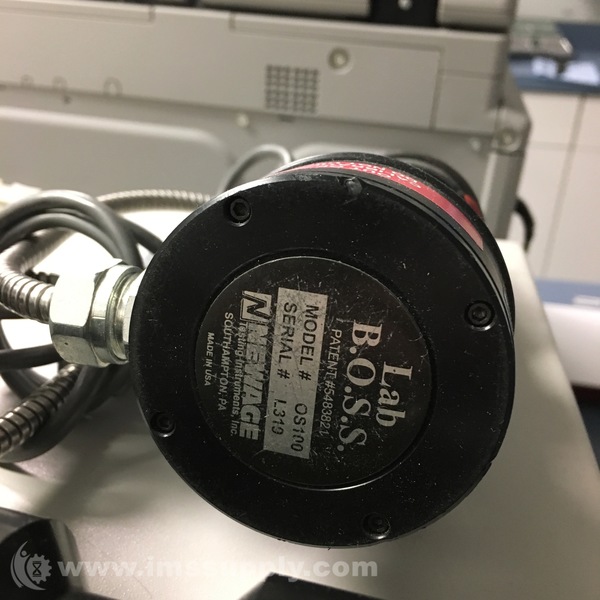 Lab
B.O.S.S.
PATENT #5483821
MODEL # OS100
SERIAL # L319
NEWAGE
Testing Instruments, Inc.
SOUTHAMPTON, PA
MADE IN USA
www.imssupply.com